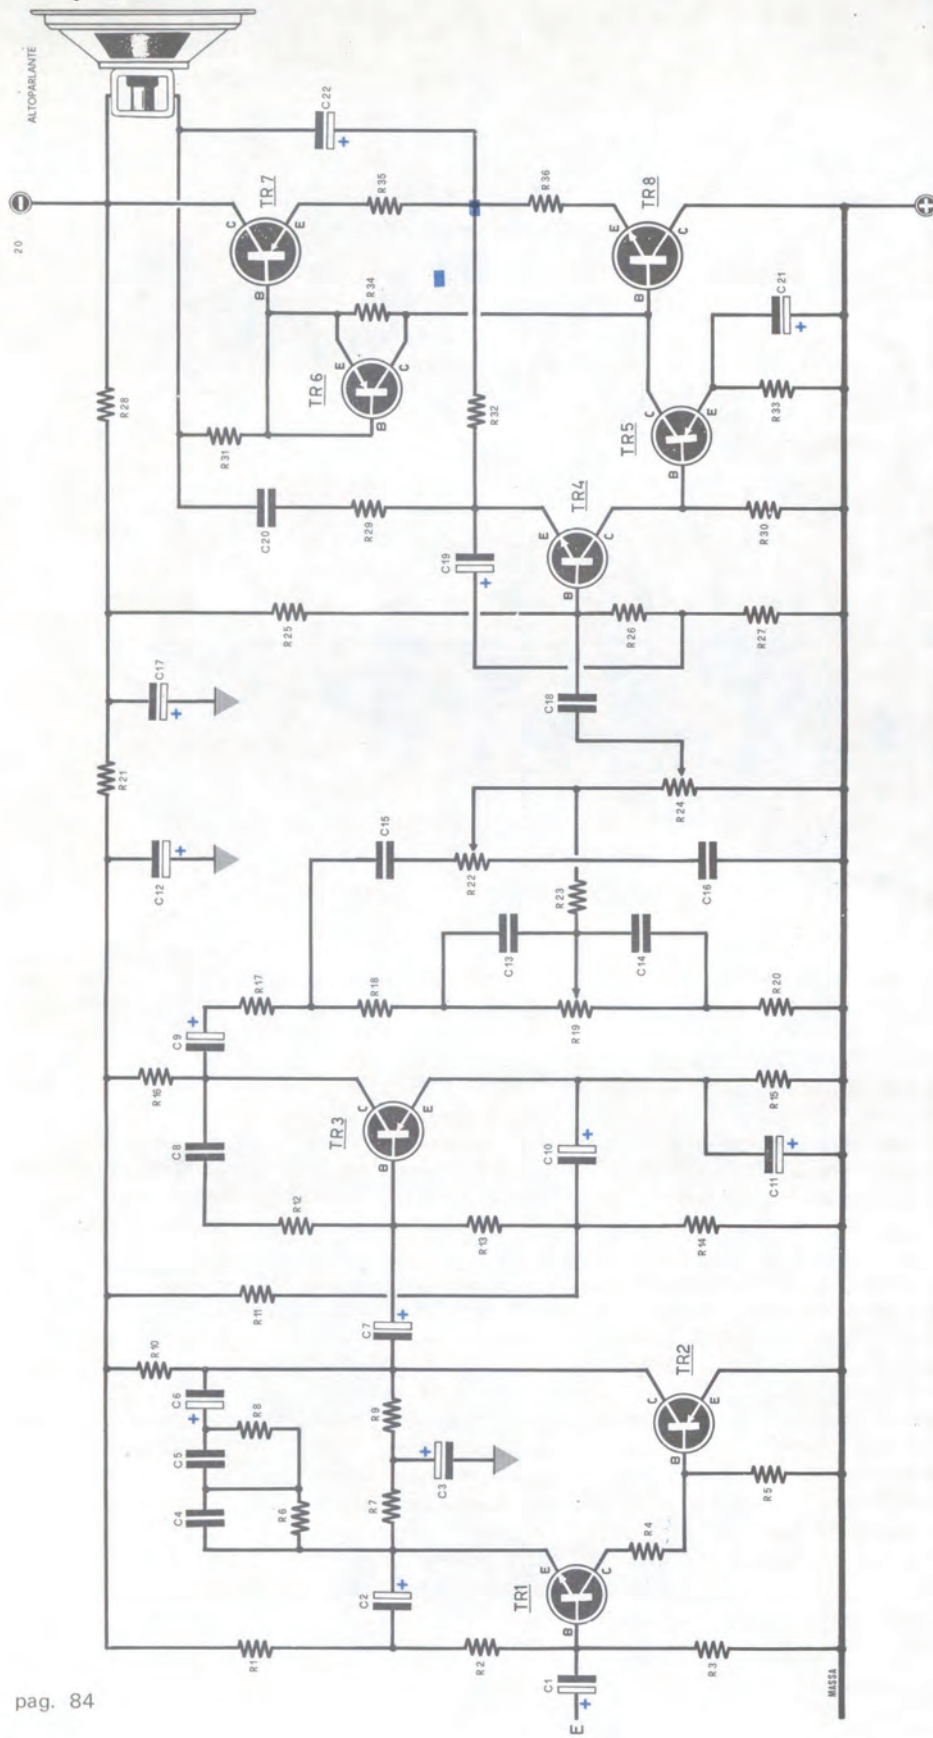 ALTOPARLANTE
20
−
C22
+
TR7
C
B
E
R35
R36
TR8
E
B
C
+
R28
R31
R34
TR6
E
C
B
R32
C21
+
R33
TR5
C
B
E
C20
R29
C19
+
TR4
E
B
C
R30
R25
R26
R27
C17
+
C18
R21
R24
C12
+
C15
R22
R23
C16
C13
C14
R17
R18
R19
R20
C9
+
R16
C8
TR3
C
B
E
C10
+
R15
C11
+
R12
R13
R14
R11
C7
+
R10
C6
+
R8
C5
C4
R6
R9
R7
C3
+
TR2
C
B
E
R5
R4
C2
+
TR1
E
B
C
R1
R2
R3
C1
+
E
MASSA
pag. 84